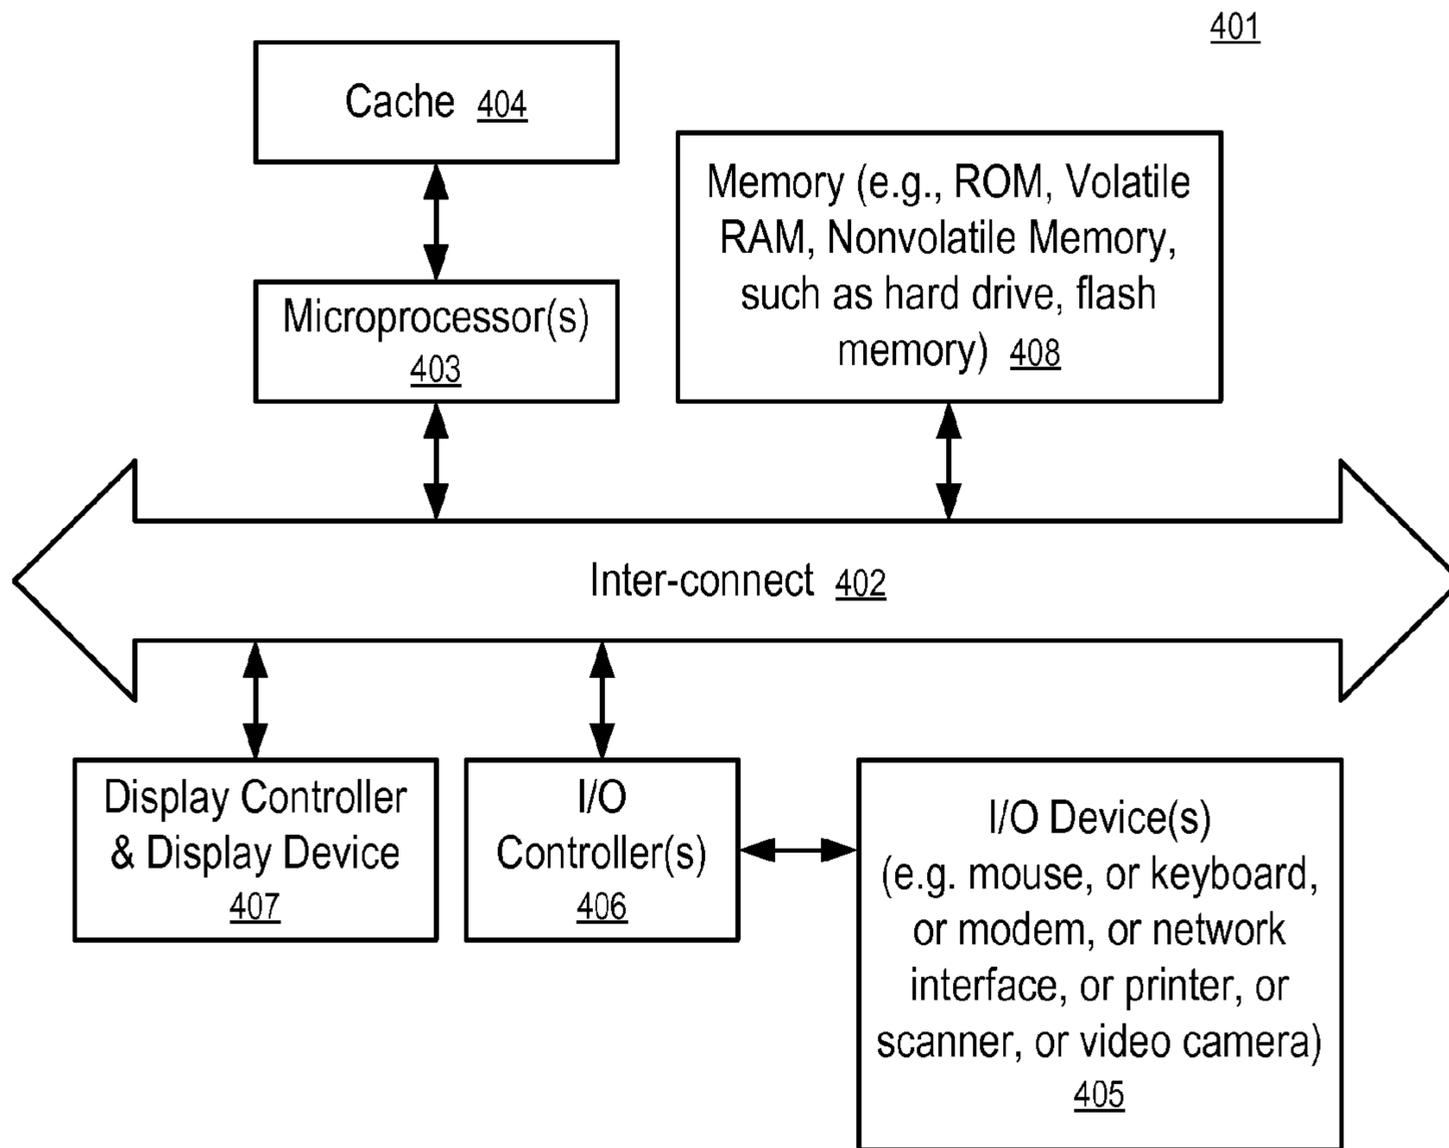 401
Cache 404
Memory (e.g., ROM, Volatile
RAM, Nonvolatile Memory,
such as hard drive, flash
memory) 408
Microprocessor(s)
403
Inter-connect 402
Display Controller
& Display Device
407
I/O
Controller(s)
406
I/O Device(s)
(e.g. mouse, or keyboard,
or modem, or network
interface, or printer, or
scanner, or video camera)
405